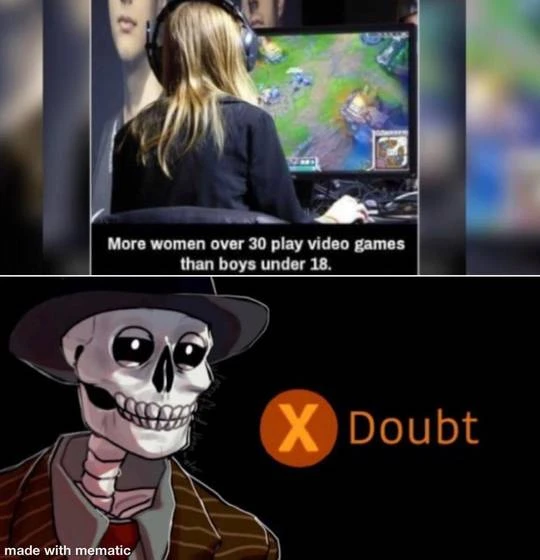 More women over 30 play video games
than boys under 18.
X Doubt
made with mematic